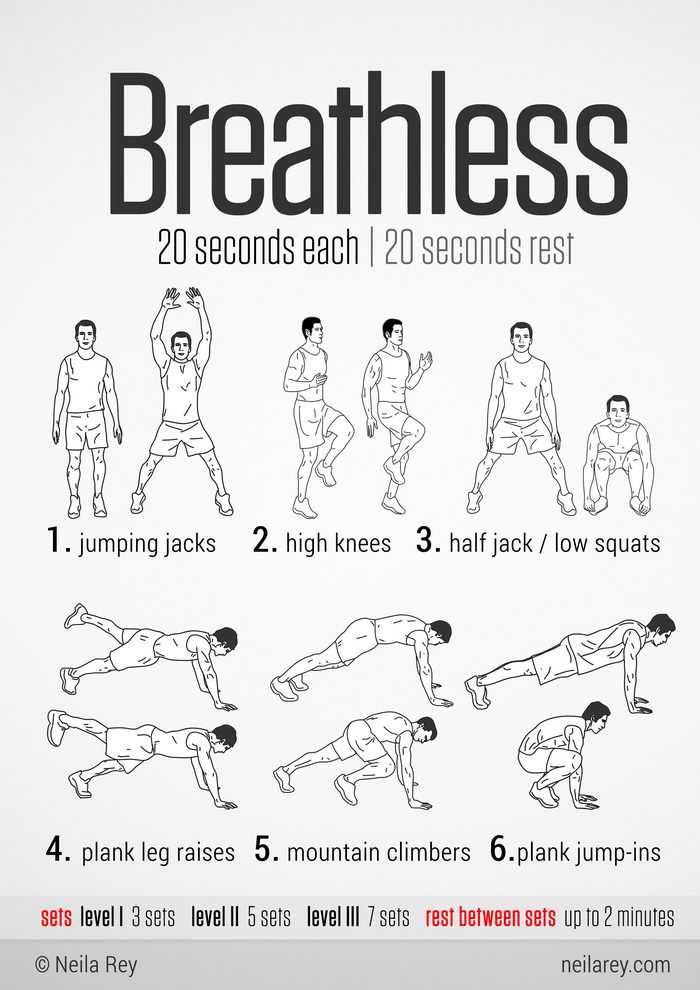 Breathless
20 seconds each | 20 seconds rest
1. jumping jacks 2. high knees 3. half jack / low squats
4. plank leg raises 5. mountain climbers 6.plank jump-ins
sets level I 3 sets level II 5 sets level III 7 sets rest between sets up to 2 minutes
© Neila Rey neilarey.com